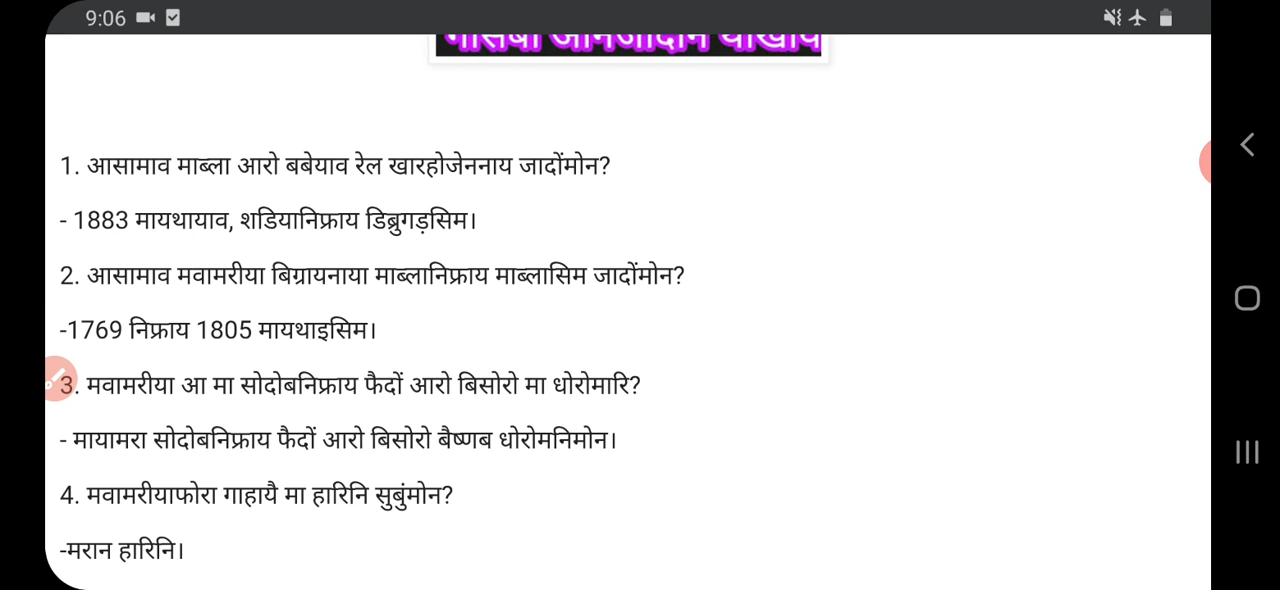 9:06
1. आसामाव माब्ला आरो बबेयाव रेल खारहोजेननाय जादोंमोन?
- 1883 मायथायाव, शडियानिफ्राय डिब्रुगड़सिम।
2. आसामाव मवामरीया बिग्रायनाया माब्लानिफ्राय माब्लासिम जादोंमोन?
-1769 निफ्राय 1805 मायथाइसिम।
3. मवामरीया आ मा सोदोबनिफ्राय फैदों आरो बिसोरो मा धोरोमारि?
- मायामरा सोदोबनिफ्राय फैदों आरो बिसोरो बैष्णब धोरोमनिमोन।
4. मवामरीयाफोरा गाहायै मा हारिनि सुबुंमोन?
-मरान हारिनि।